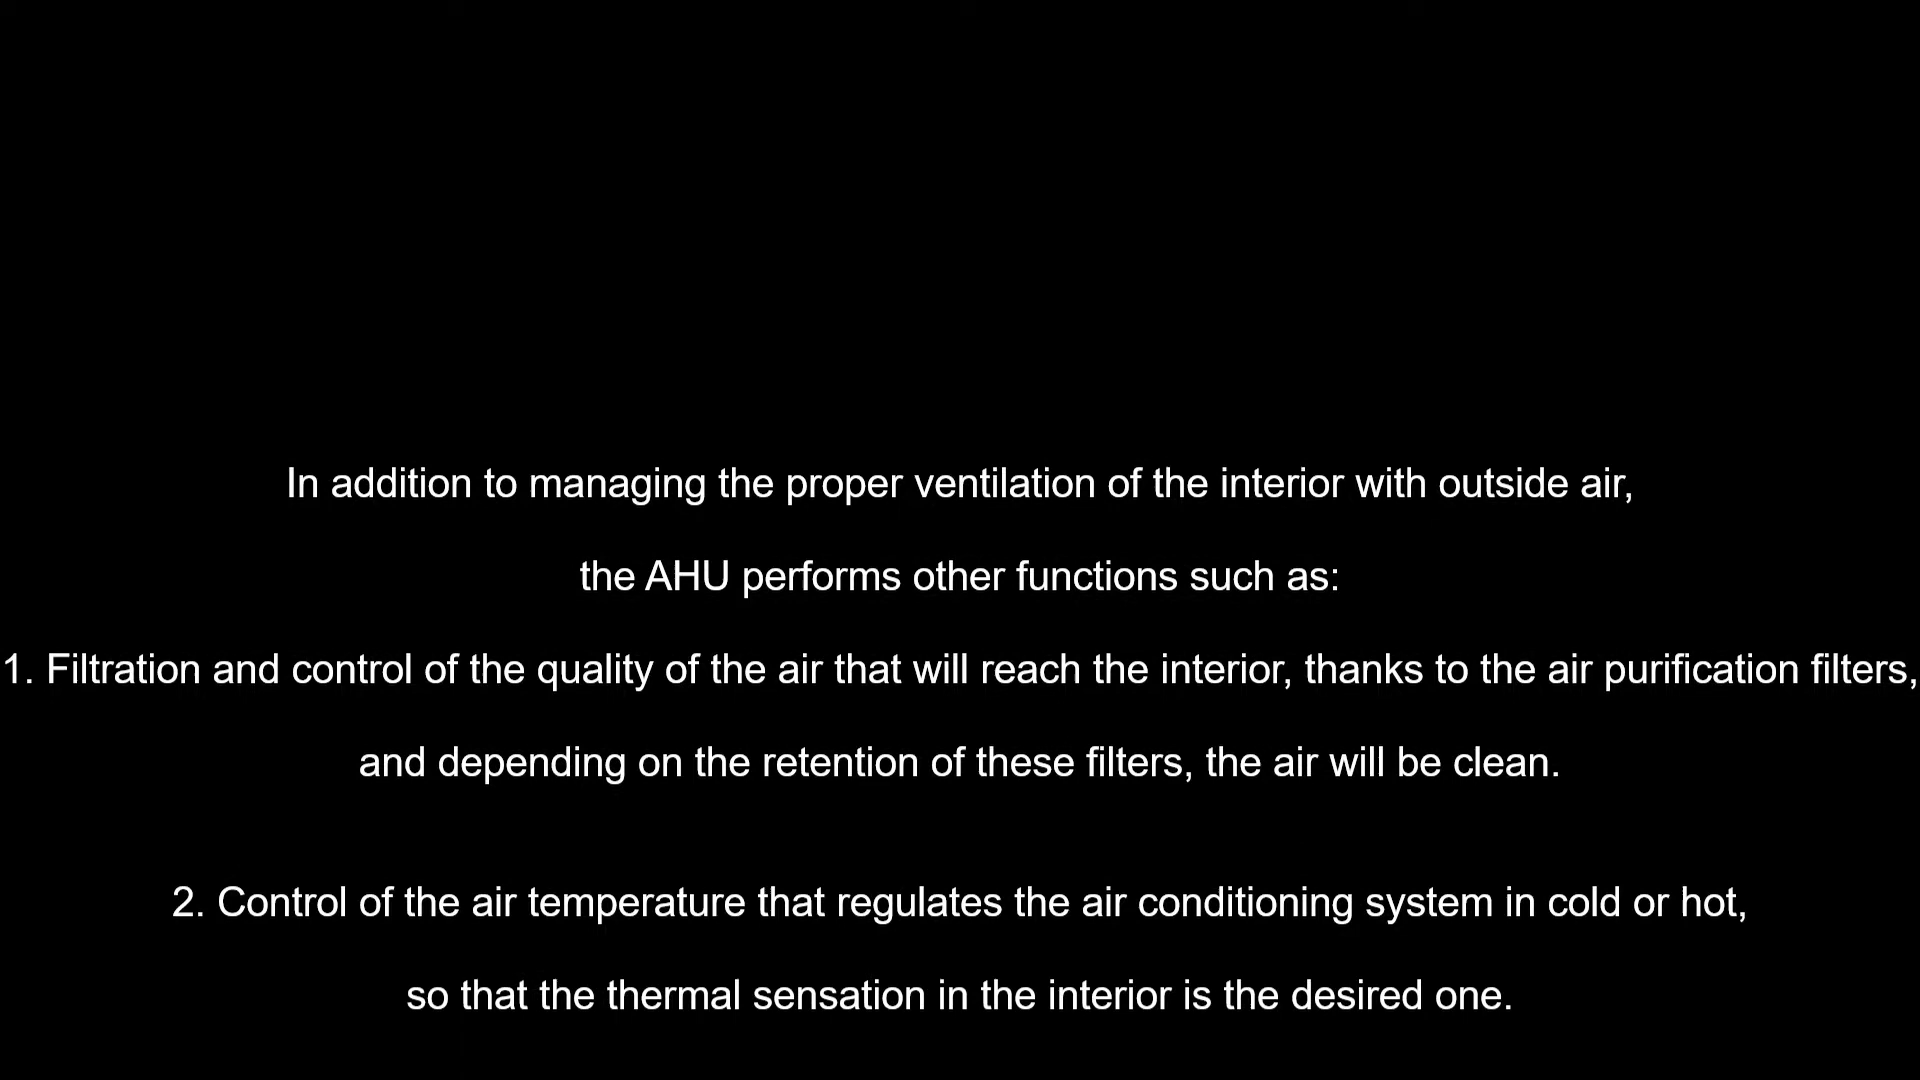 In addition to managing the proper ventilation of the interior with outside air,
the AHU performs other functions such as:
1. Filtration and control of the quality of the air that will reach the interior, thanks to the air purification filters,
and depending on the retention of these filters, the air will be clean.
2. Control of the air temperature that regulates the air conditioning system in cold or hot,
so that the thermal sensation in the interior is the desired one.